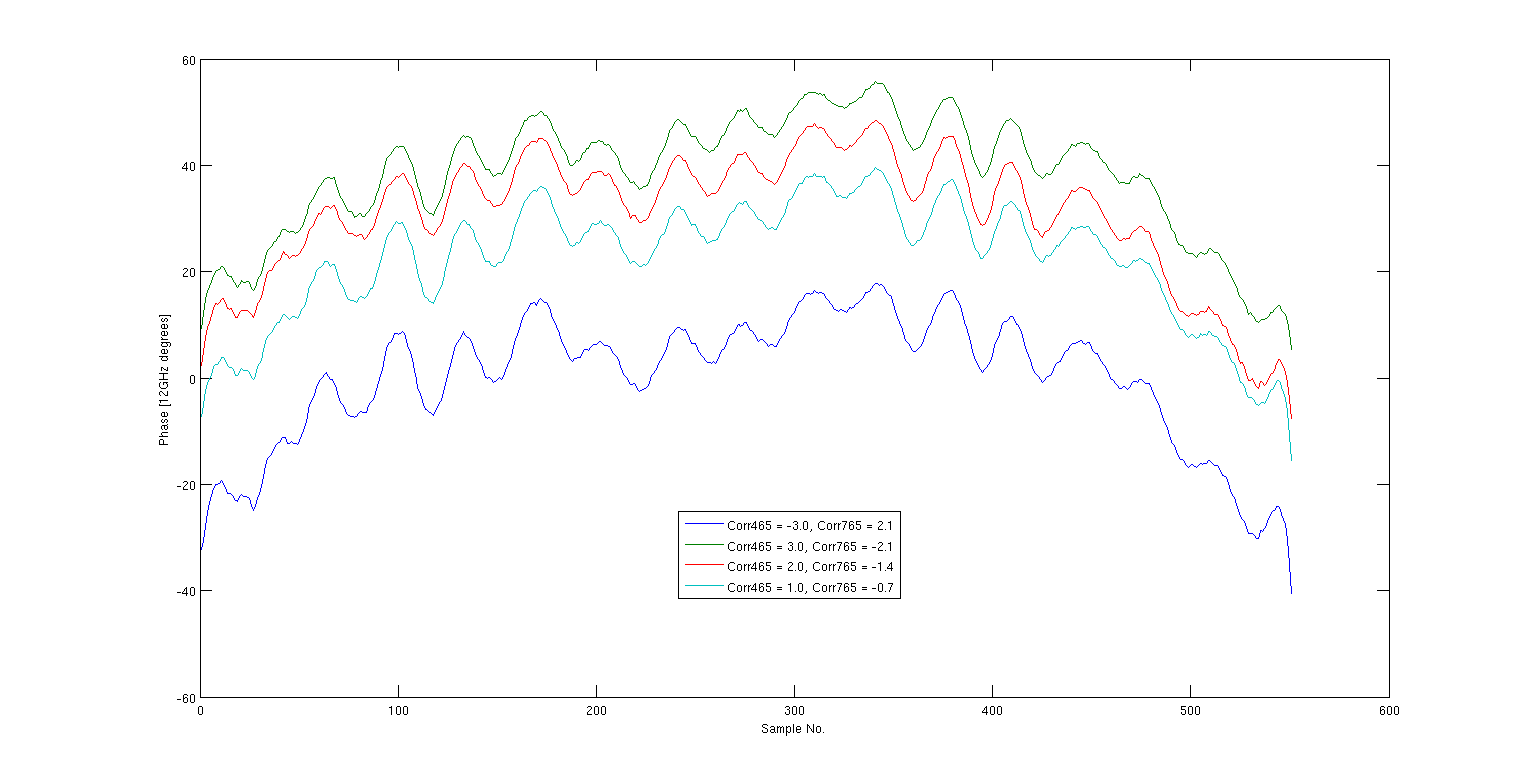 60
40
20
0
-20
-40
-60
Phase [12GHz degrees]
Corr465 = -3.0, Corr765 = 2.1
Corr465 = 3.0, Corr765 = -2.1
Corr465 = 2.0, Corr765 = -1.4
Corr465 = 1.0, Corr765 = -0.7
0 100 200 300 400 500 600
Sample No.